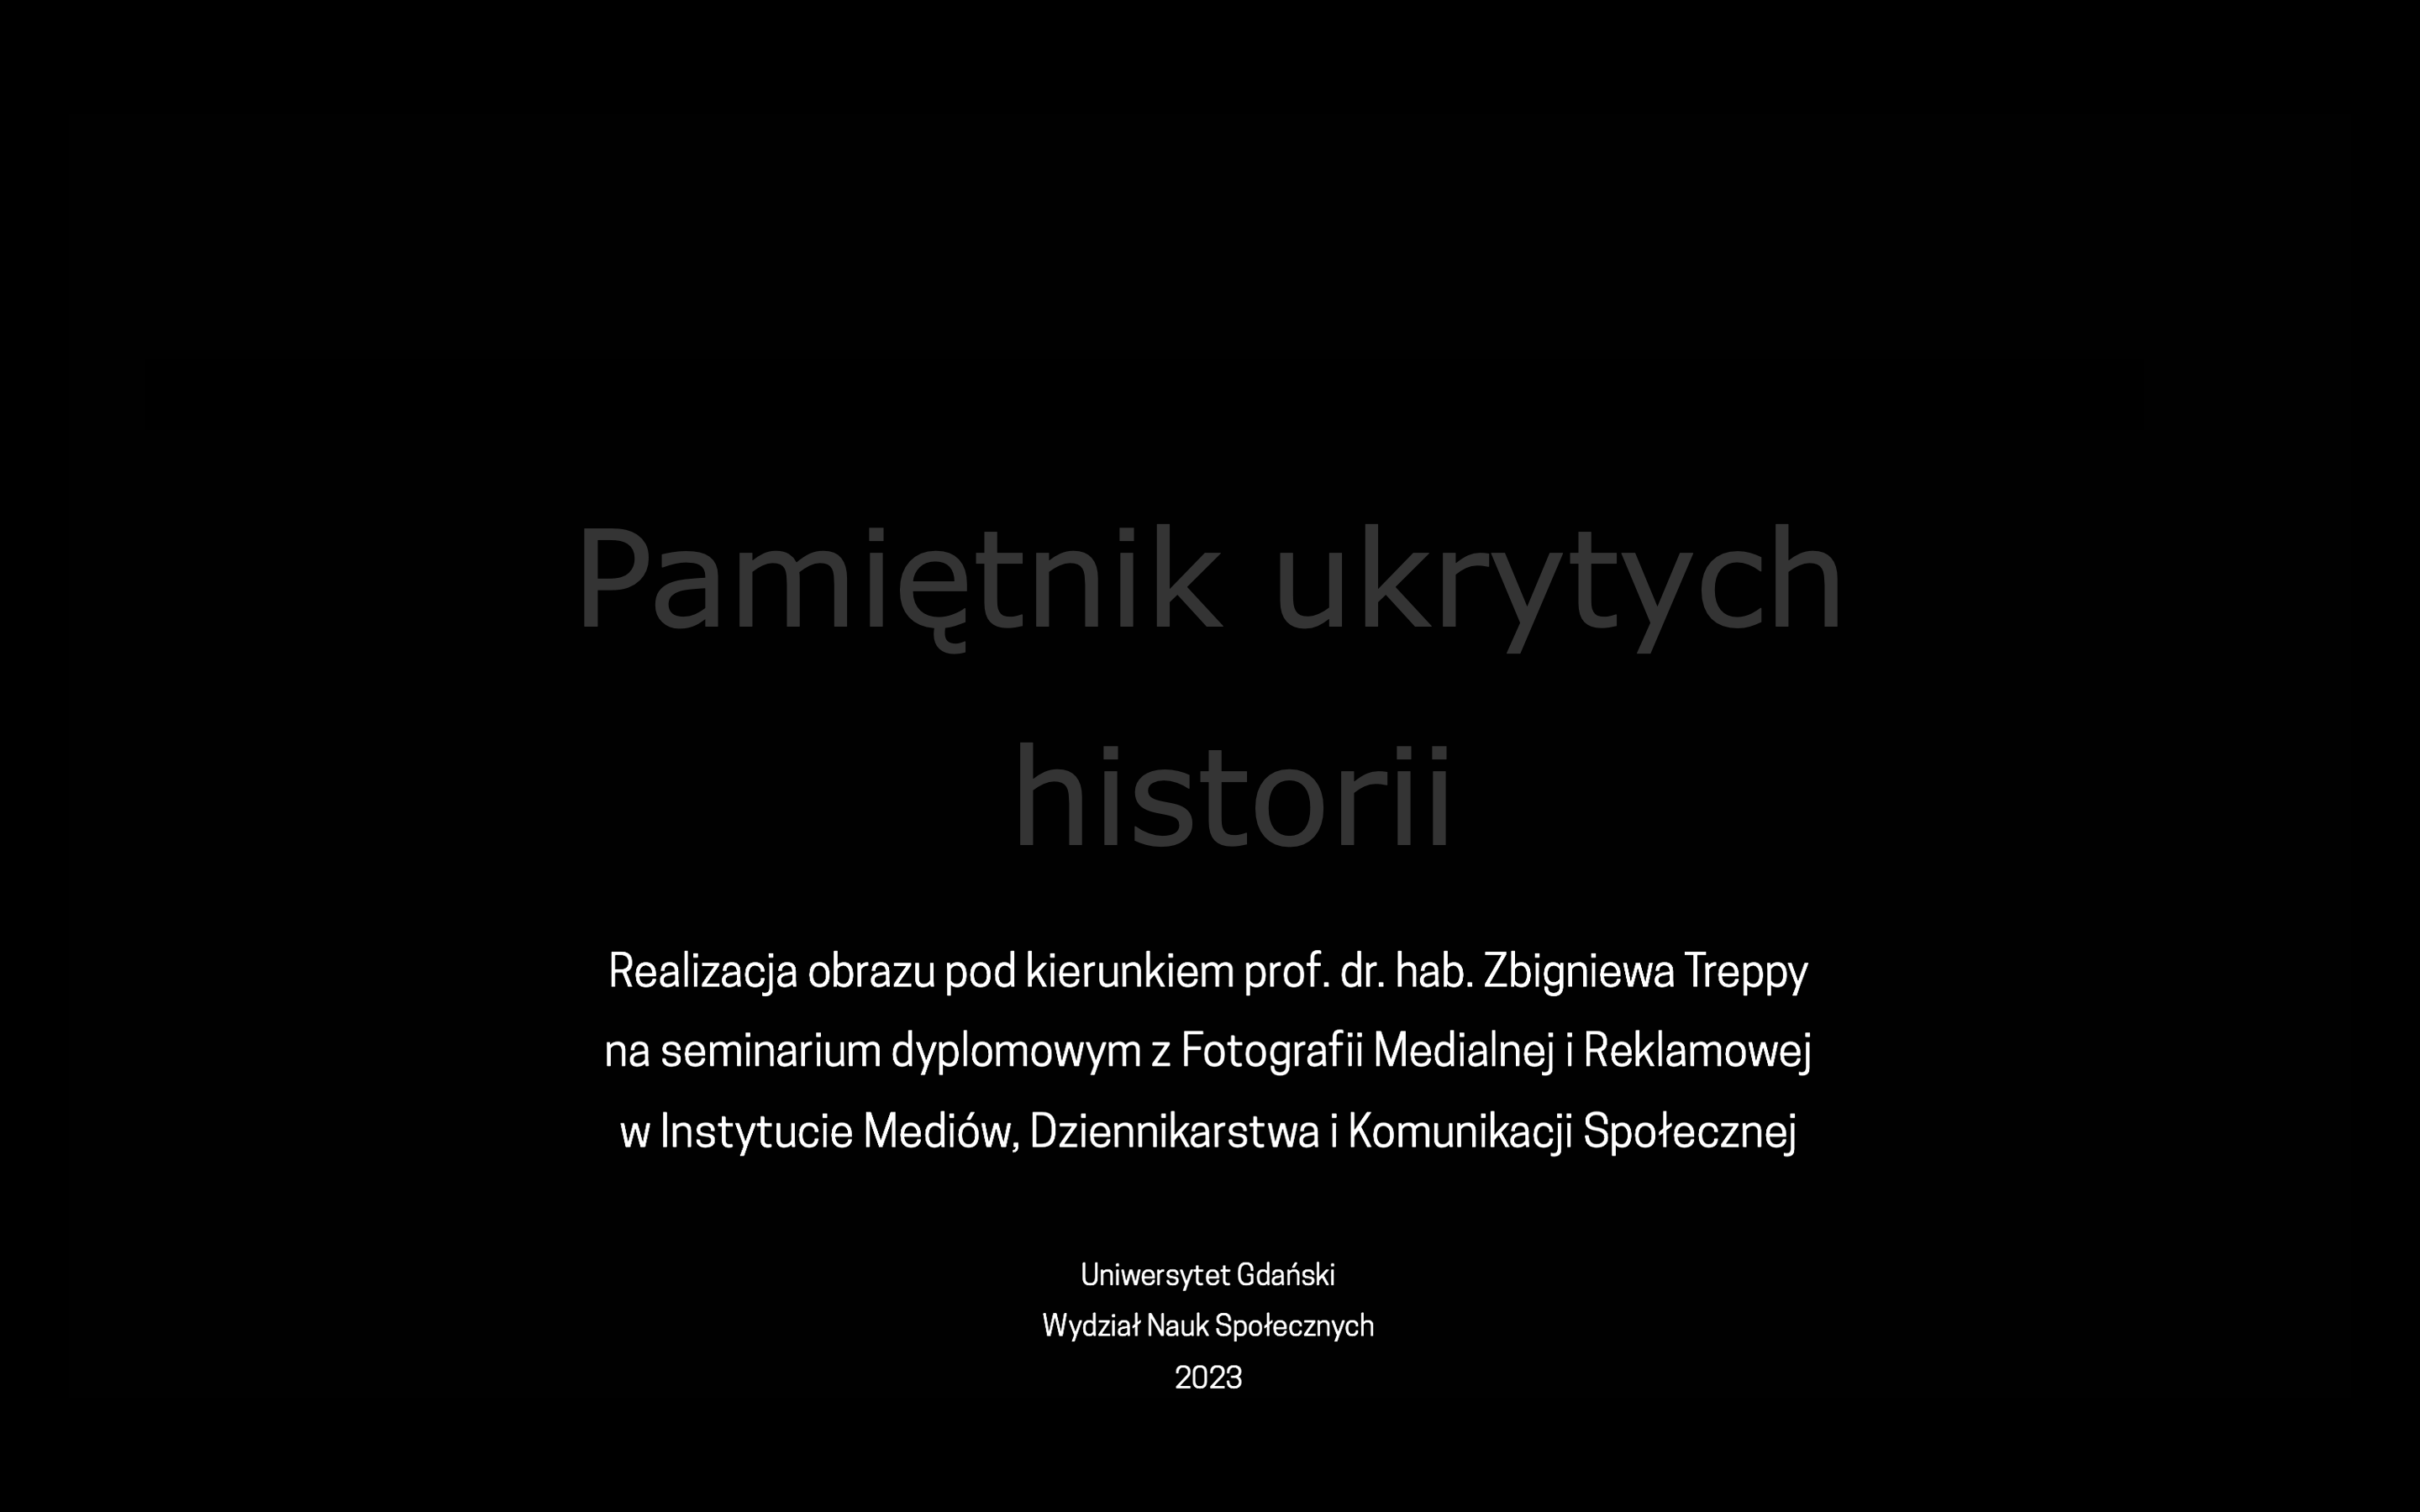 Pamiętnik ukrytych
historii
Realizacja obrazu pod kierunkiem prof. dr. hab. Zbigniewa Treppy
na seminarium dyplomowym z Fotografii Medialnej i Reklamowej
w Instytucie Mediów, Dziennikarstwa i Komunikacji Społecznej
Uniwersytet Gdański
Wydział Nauk Społecznych
2023